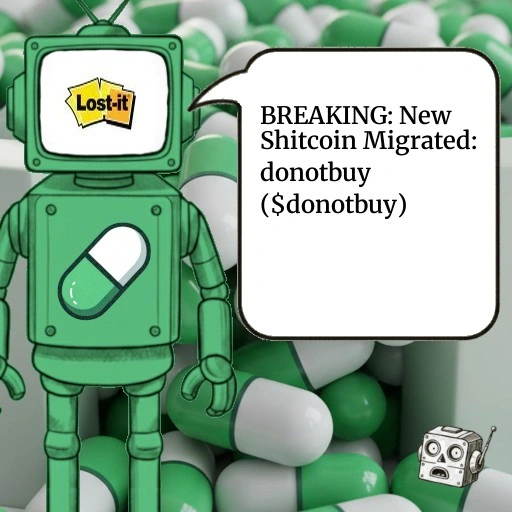 Lost-it
BREAKING: New
Shitcoin Migrated:
donotbuy
($donotbuy)